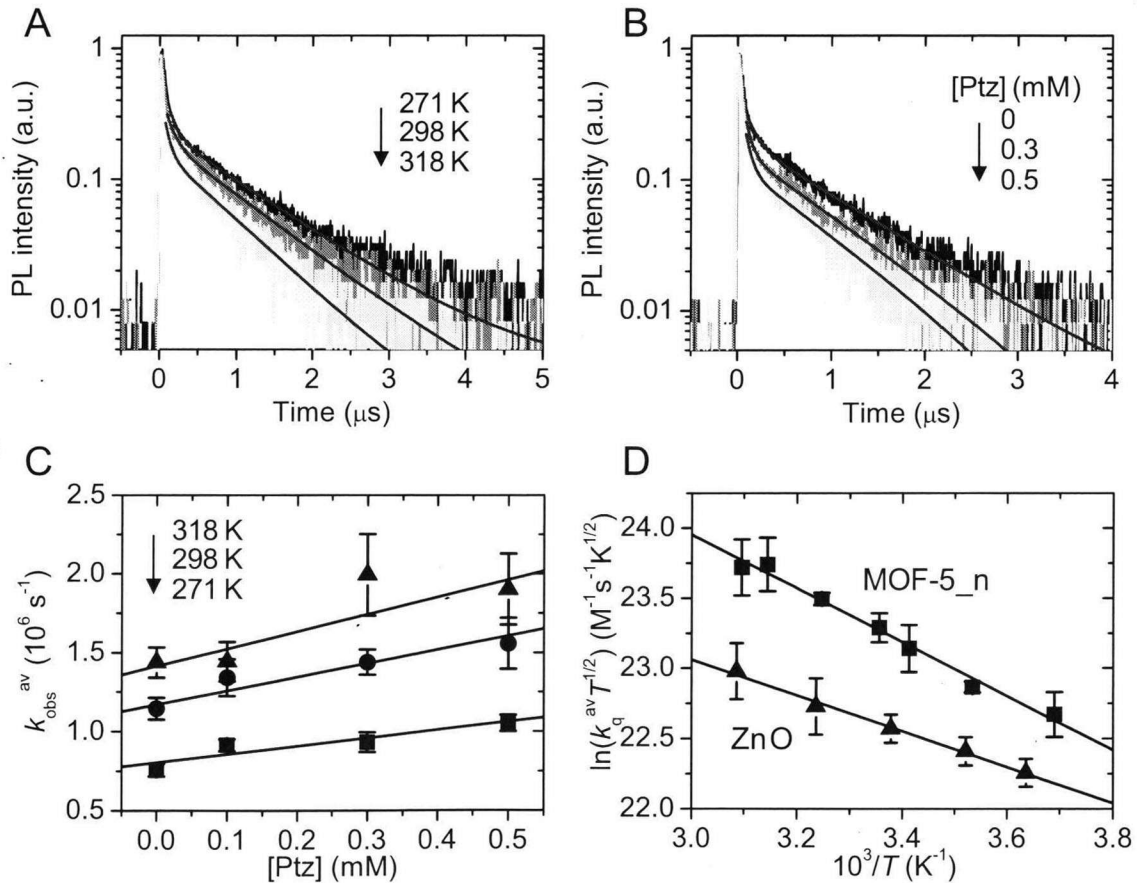 A
PL intensity (a.u.)
1
0.1
0.01
271 K
298 K
318 K
0 1 2 3 4 5
Time (μs)
B
PL intensity (a.u.)
1
0.1
0.01
[Ptz] (mM)
0
0.3
0.5
0 1 2 3 4
Time (μs)
C
k_obs^av (10^6 s^-1)
2.5
2.0
1.5
1.0
0.5
318 K
298 K
271 K
0.0 0.1 0.2 0.3 0.4 0.5
[Ptz] (mM)
D
ln(k_q^av T^1/2) (M^-1s^-1K^1/2)
24.0
23.5
23.0
22.5
22.0
MOF-5_n
ZnO
3.0 3.2 3.4 3.6 3.8
10^3/T (K^-1)